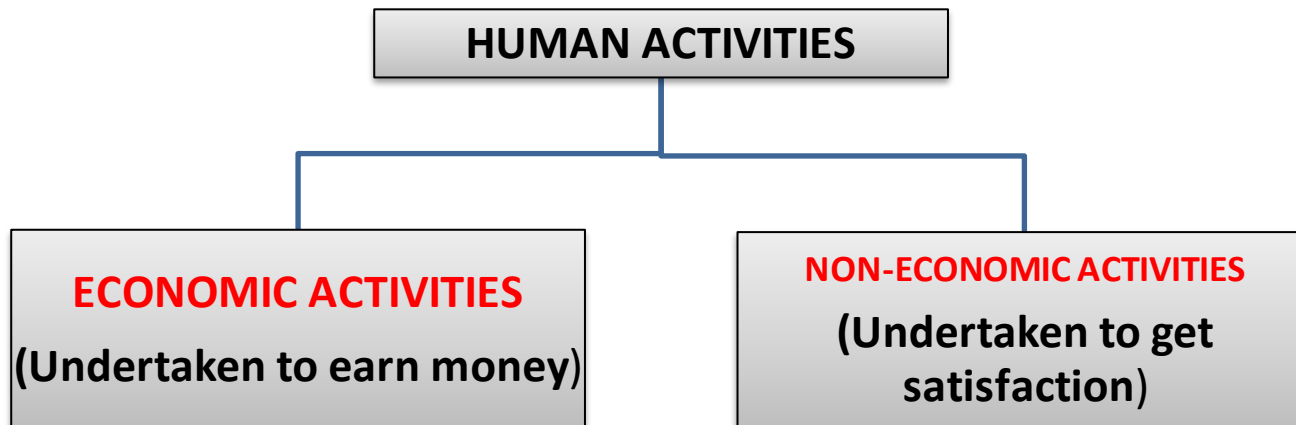 HUMAN ACTIVITIES
ECONOMIC ACTIVITIES
(Undertaken to earn money)
NON-ECONOMIC ACTIVITIES
(Undertaken to get
satisfaction)